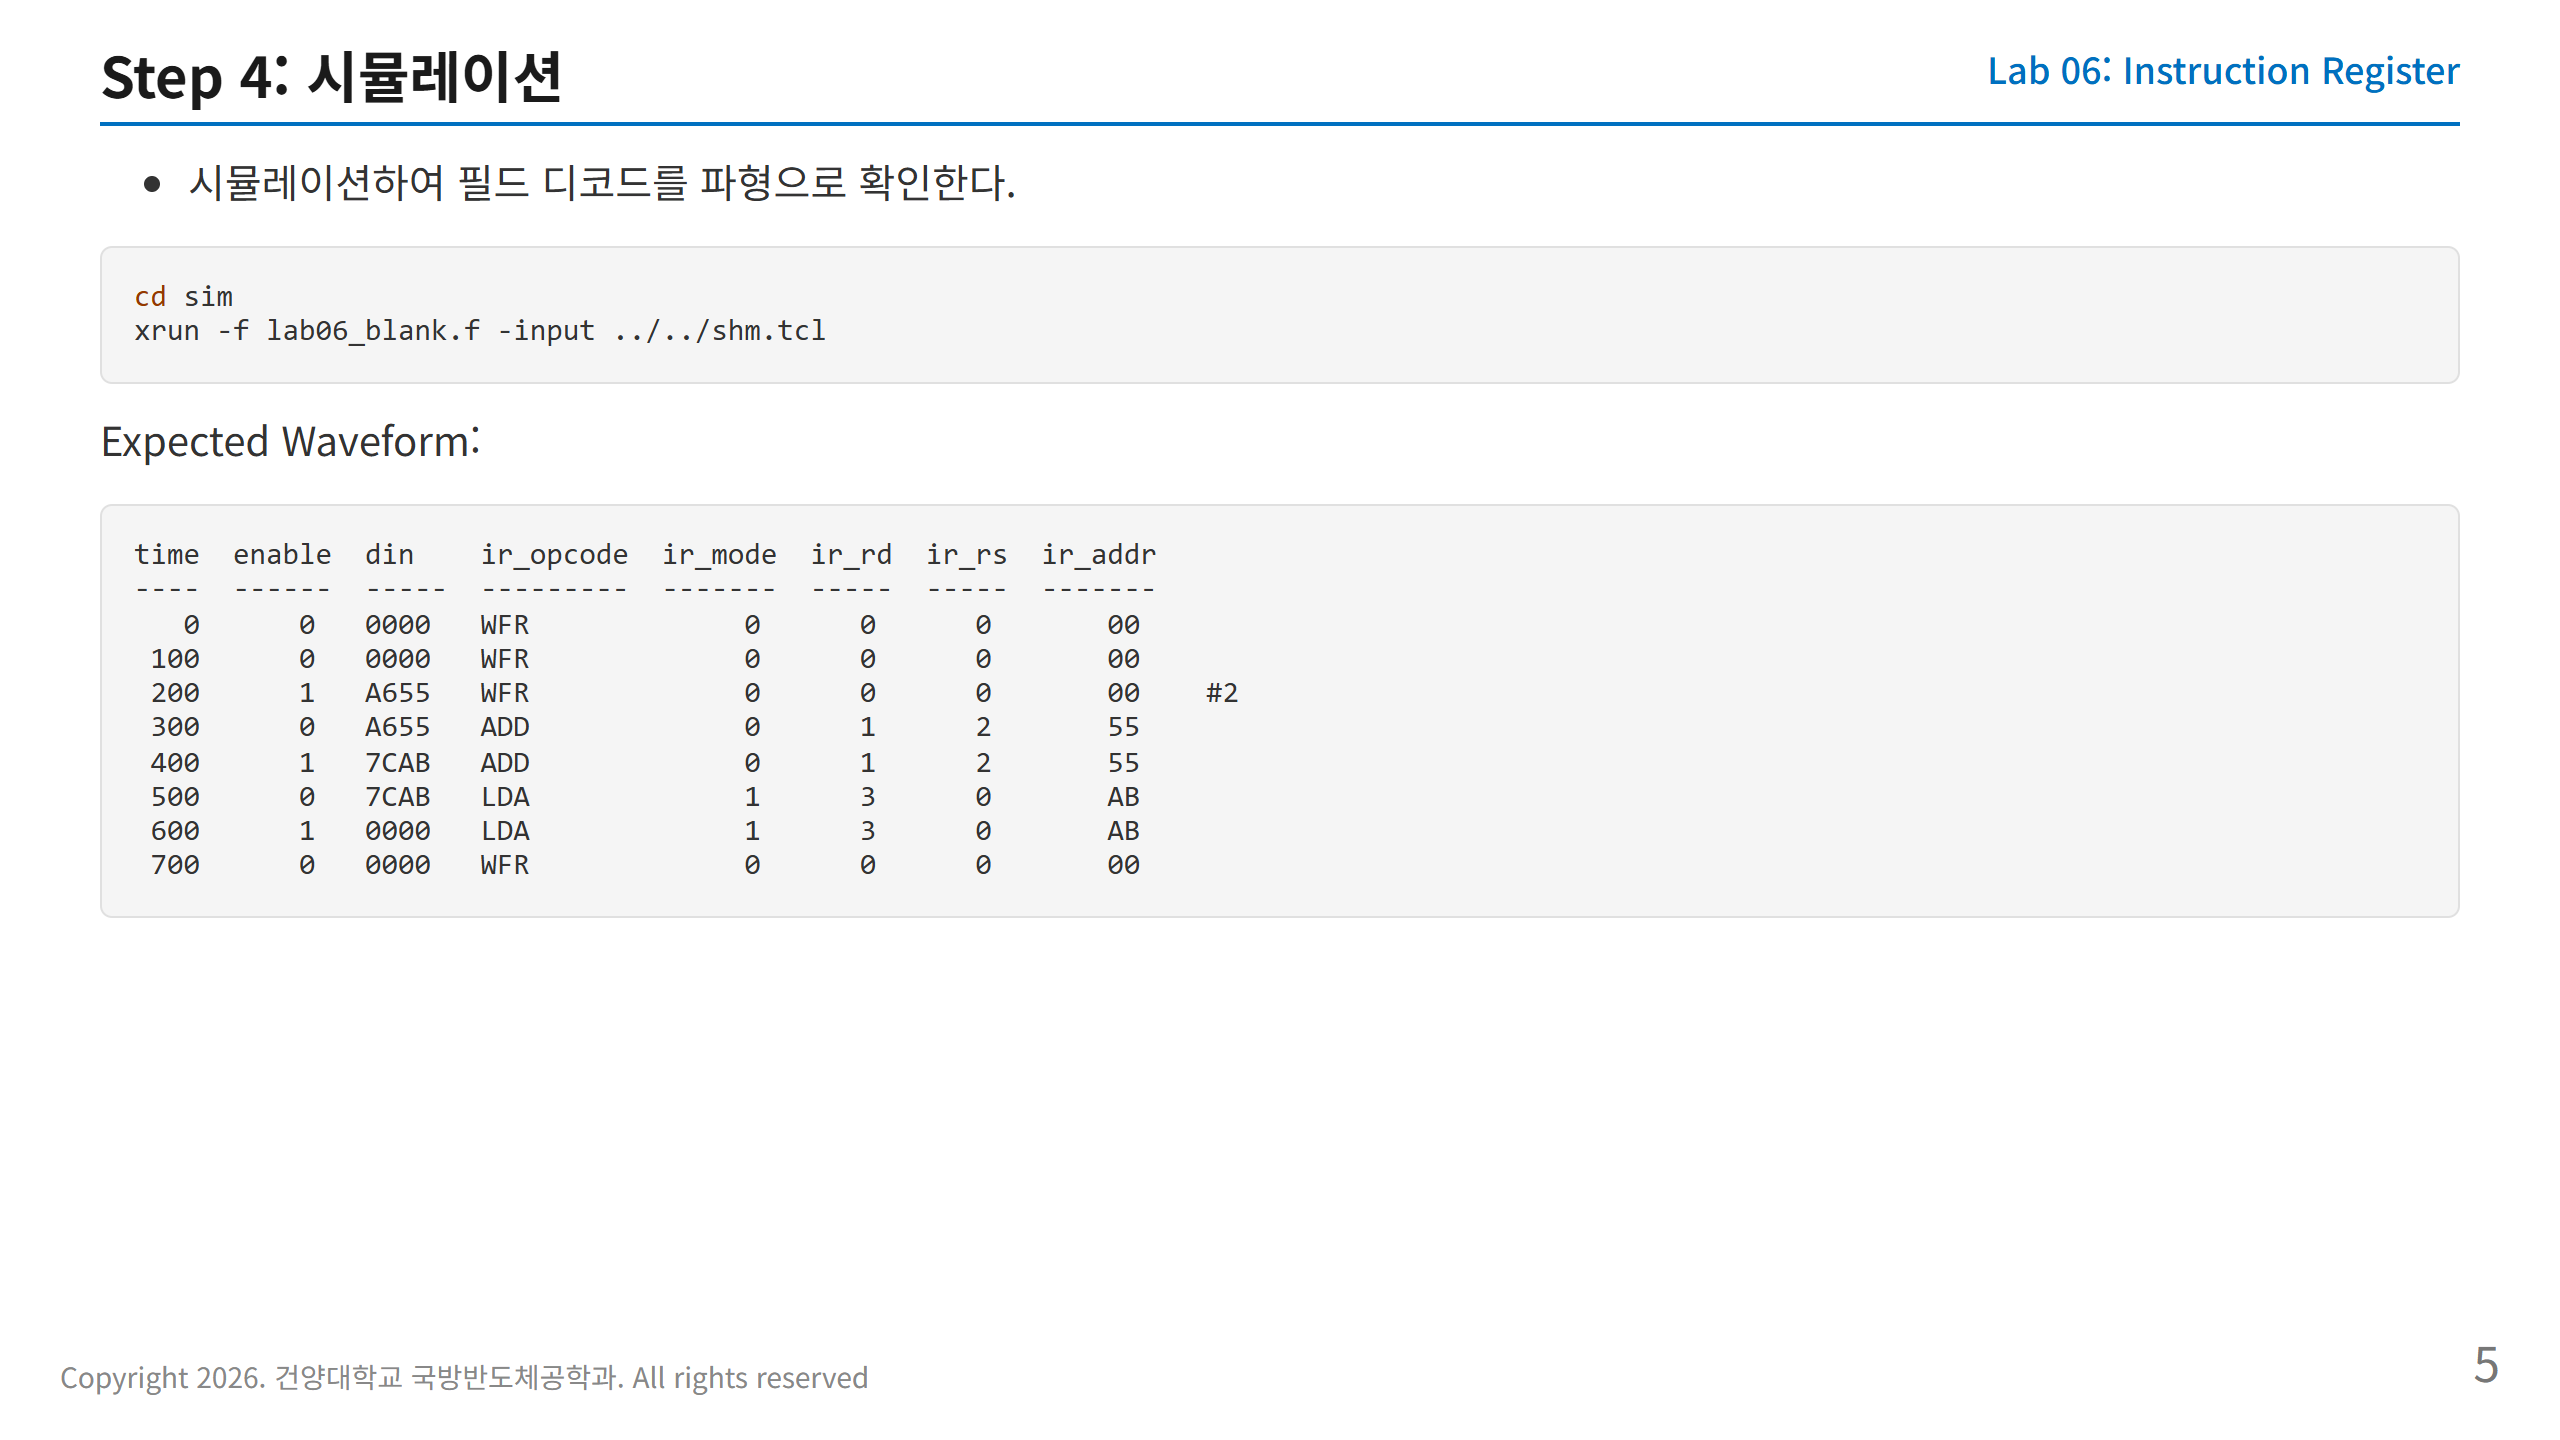 Step 4: 시뮬레이션
Lab 06: Instruction Register
• 시뮬레이션하여 필드 디코드를 파형으로 확인한다.
cd sim
xrun -f lab06_blank.f -input ../../shm.tcl
Expected Waveform:
time  enable  din    ir_opcode  ir_mode  ir_rd  ir_rs  ir_addr
----  ------  -----  ---------  -------  -----  -----  -------
   0      0   0000   WFR             0      0      0       00
 100      0   0000   WFR             0      0      0       00
 200      1   A655   WFR             0      0      0       00    #2
 300      0   A655   ADD             0      1      2       55
 400      1   7CAB   ADD             0      1      2       55
 500      0   7CAB   LDA             1      3      0       AB
 600      1   0000   LDA             1      3      0       AB
 700      0   0000   WFR             0      0      0       00
Copyright 2026. 건양대학교 국방반도체공학과. All rights reserved
5